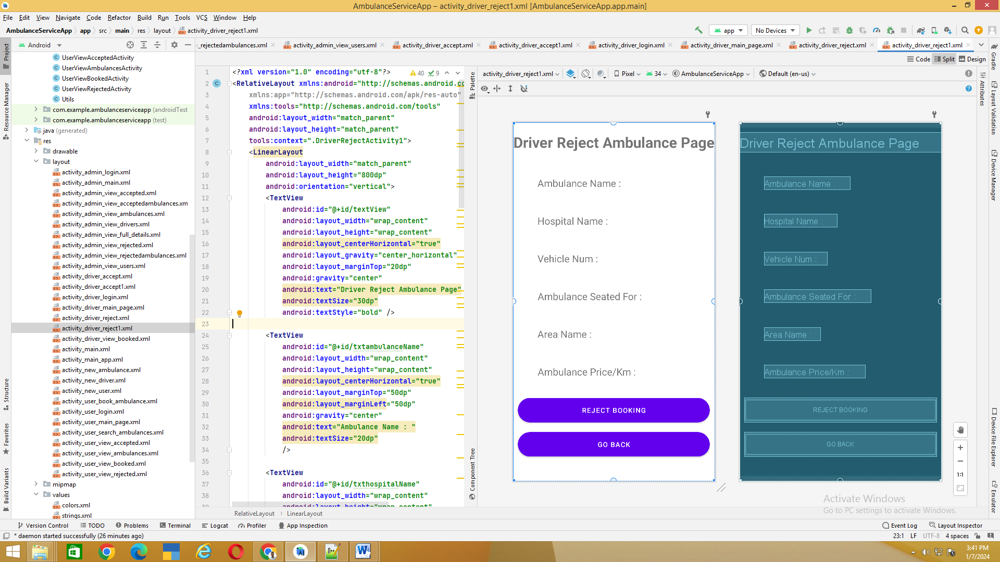 AmbulanceServiceApp – activity_driver_reject1.xml [AmbulanceServiceApp.app.main]
File Edit View Navigate Code Refactor Build Run Tools VCS Window Help
AmbulanceServiceApp app src main res layout activity_driver_reject1.xml
app No Devices
Android
_rejectedambulances.xml activity_admin_view_users.xml activity_driver_accept.xml activity_driver_accept1.xml activity_driver_login.xml activity_driver_main_page.xml activity_driver_reject.xml activity_driver_reject1.xml
Code Split Design
Project
Resource Manager
Structure
Favorites
Build Variants
UserViewAcceptedActivity
UserViewAmbulancesActivity
UserViewBookedActivity
UserViewRejectedActivity
Utils
com.example.ambulanceserviceapp (androidTest
com.example.ambulanceserviceapp (test)
java (generated)
res
drawable
layout
activity_admin_login.xml
activity_admin_main.xml
activity_admin_view_accepted.xml
activity_admin_view_acceptedambulances.xm
activity_admin_view_ambulances.xml
activity_admin_view_drivers.xml
activity_admin_view_full_details.xml
activity_admin_view_rejected.xml
activity_admin_view_rejectedambulances.xml
activity_admin_view_users.xml
activity_driver_accept.xml
activity_driver_accept1.xml
activity_driver_login.xml
activity_driver_main_page.xml
activity_driver_reject.xml
activity_driver_reject1.xml
activity_driver_view_booked.xml
activity_main.xml
activity_main_app.xml
activity_new_ambulance.xml
activity_new_driver.xml
activity_new_user.xml
activity_user_book_ambulance.xml
activity_user_login.xml
activity_user_main_page.xml
activity_user_search_ambulances.xml
activity_user_view_accepted.xml
activity_user_view_ambulances.xml
activity_user_view_booked.xml
activity_user_view_rejected.xml
mipmap
values
colors.xml
strings.xml
40 9
1 <?xml version="1.0" encoding="utf-8"?>
2 <RelativeLayout xmlns:android="http://schemas.android.co
3 xmlns:app="http://schemas.android.com/apk/res-auto"
4 xmlns:tools="http://schemas.android.com/tools"
5 android:layout_width="match_parent"
6 android:layout_height="match_parent"
7 tools:context=".DriverRejectActivity1">
8 <LinearLayout
9 android:layout_width="match_parent"
10 android:layout_height="800dp"
11 android:orientation="vertical">
12 <TextView
13 android:id="@+id/textView"
14 android:layout_width="wrap_content"
15 android:layout_height="wrap_content"
16 android:layout_centerHorizontal="true"
17 android:layout_gravity="center_horizontal"
18 android:layout_marginTop="20dp"
19 android:gravity="center"
20 android:text="Driver Reject Ambulance Page"
21 android:textSize="30dp"
22 android:textStyle="bold" />
23
24 <TextView
25 android:id="@+id/txtambulanceName"
26 android:layout_width="wrap_content"
27 android:layout_height="wrap_content"
28 android:layout_centerHorizontal="true"
29 android:layout_marginTop="50dp"
30 android:layout_marginLeft="50dp"
31 android:gravity="center"
32 android:text="Ambulance Name : "
33 android:textSize="20dp"
34 />
35
36 <TextView
37 android:id="@+id/txthospitalName"
38 android:layout_width="wrap_content"
39 android:layout_height="wrap_content"
RelativeLayout LinearLayout
Palette
Component Tree
activity_driver_reject1.xml Pixel 34 AmbulanceServiceApp Default (en-us)
Driver Reject Ambulance Page
Ambulance Name :
Hospital Name :
Vehicle Num :
Ambulance Seated For :
Area Name :
Ambulance Price/Km :
REJECT BOOKING
GO BACK
Driver Reject Ambulance Page
Ambulance Name :
Hospital Name :
Vehicle Num :
Ambulance Seated For :
Area Name :
Ambulance Price/Km :
REJECT BOOKING
GO BACK
1:1
Activate Windows
Go to PC settings to activate Windows.
Attributes
Gradle
Layout Validation
Device Manager
Device File Explorer
Emulator
Version Control TODO Problems Terminal Logcat Profiler App Inspection Event Log Layout Inspector
* daemon started successfully (26 minutes ago) 23:1 LF UTF-8 4 spaces
3:41 PM
1/7/2024